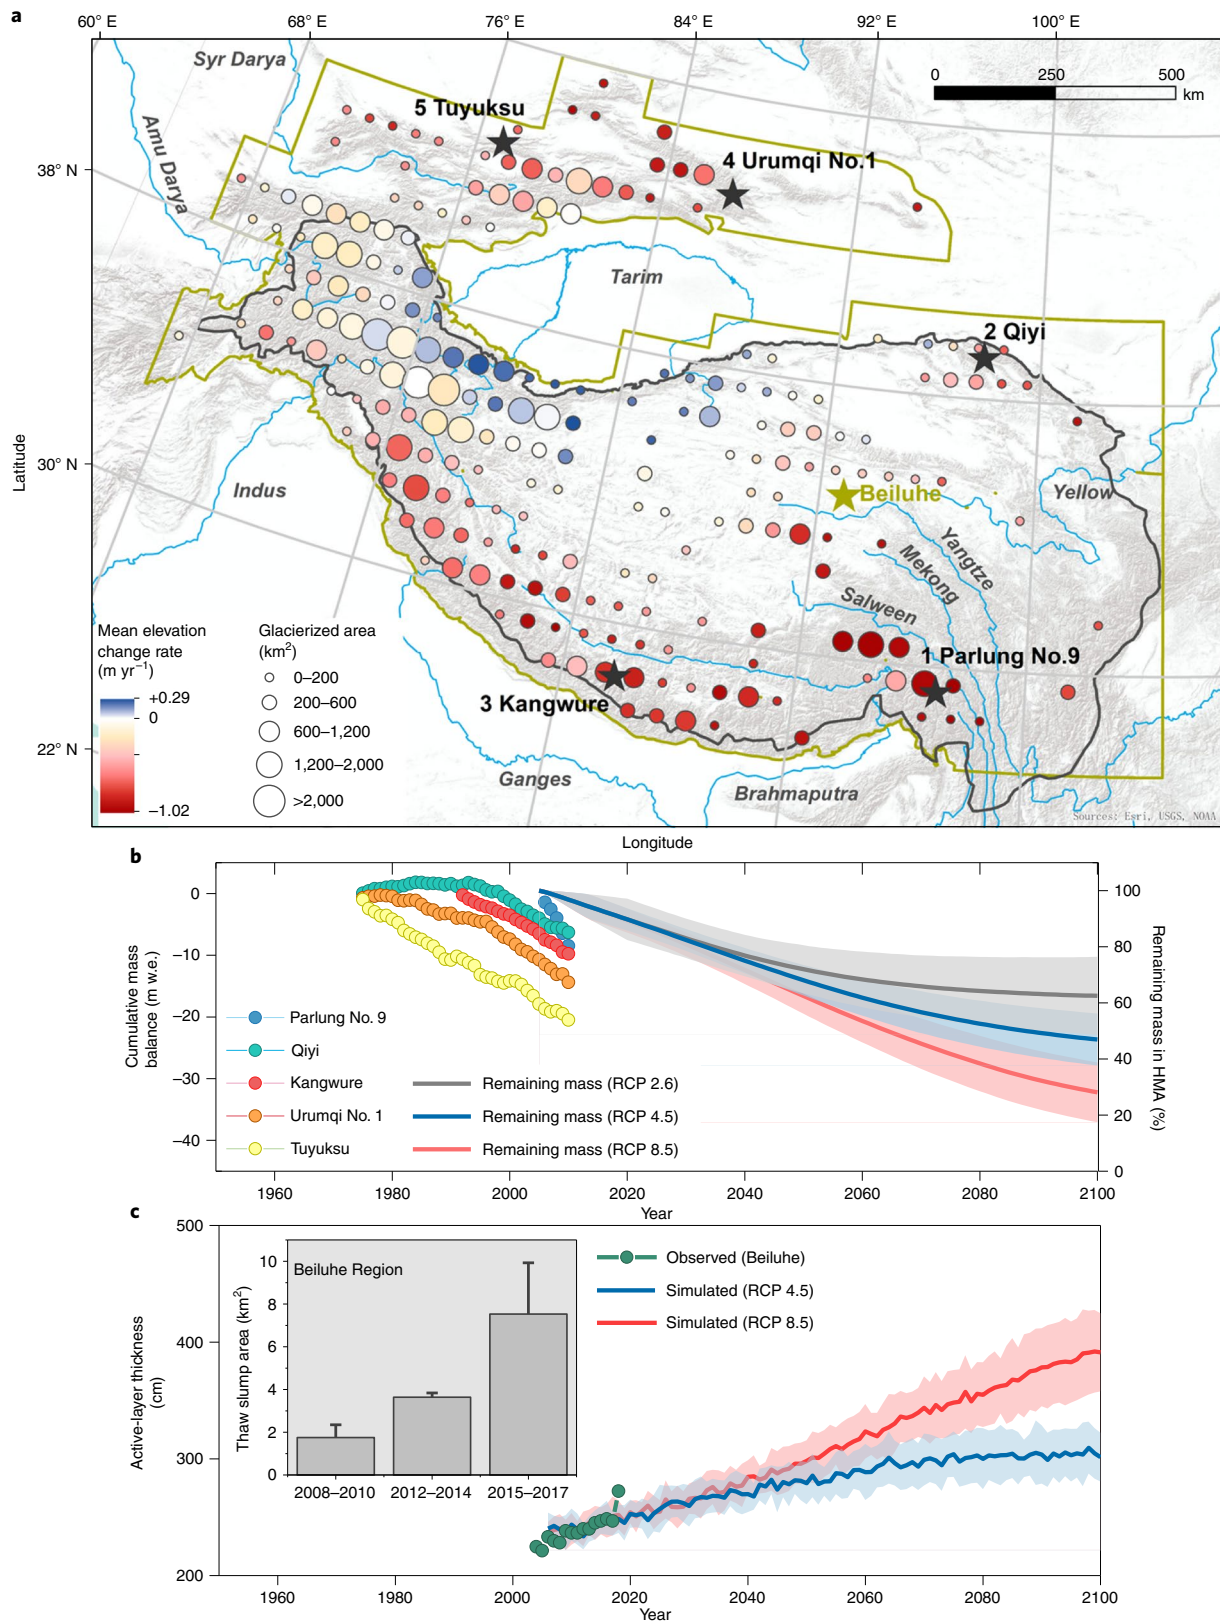 a
60° E
68° E
76° E
84° E
92° E
100° E
Syr Darya
0
250
500
km
5 Tuyuksu
Amu Darya
4 Urumqi No.1
38° N
Tarim
2 Qiyi
Latitude
30° N
Indus
Beiluhe
Yellow
Yangtze
Mekong
Salween
Mean elevation
change rate
(m yr⁻¹)
+0.29
0
−1.02
Glacierized area
(km²)
0–200
200–600
600–1,200
1,200–2,000
>2,000
1 Parlung No.9
3 Kangwure
22° N
Ganges
Brahmaputra
Sources: Esri, USGS, NOAA
Longitude
b
0
−10
−20
−30
−40
Cumulative mass
balance (m w.e.)
Parlung No. 9
Qiyi
Kangwure
Urumqi No. 1
Tuyuksu
Remaining mass (RCP 2.6)
Remaining mass (RCP 4.5)
Remaining mass (RCP 8.5)
100
80
60
40
20
0
Remaining mass in HMA (%)
1960
1980
2000
2020
2040
2060
2080
2100
Year
c
500
400
300
200
Active-layer thickness
(cm)
Beiluhe Region
10
8
6
4
2
0
Thaw slump area (km²)
2008–2010
2012–2014
2015–2017
Observed (Beiluhe)
Simulated (RCP 4.5)
Simulated (RCP 8.5)
1960
1980
2000
2020
2040
2060
2080
2100
Year